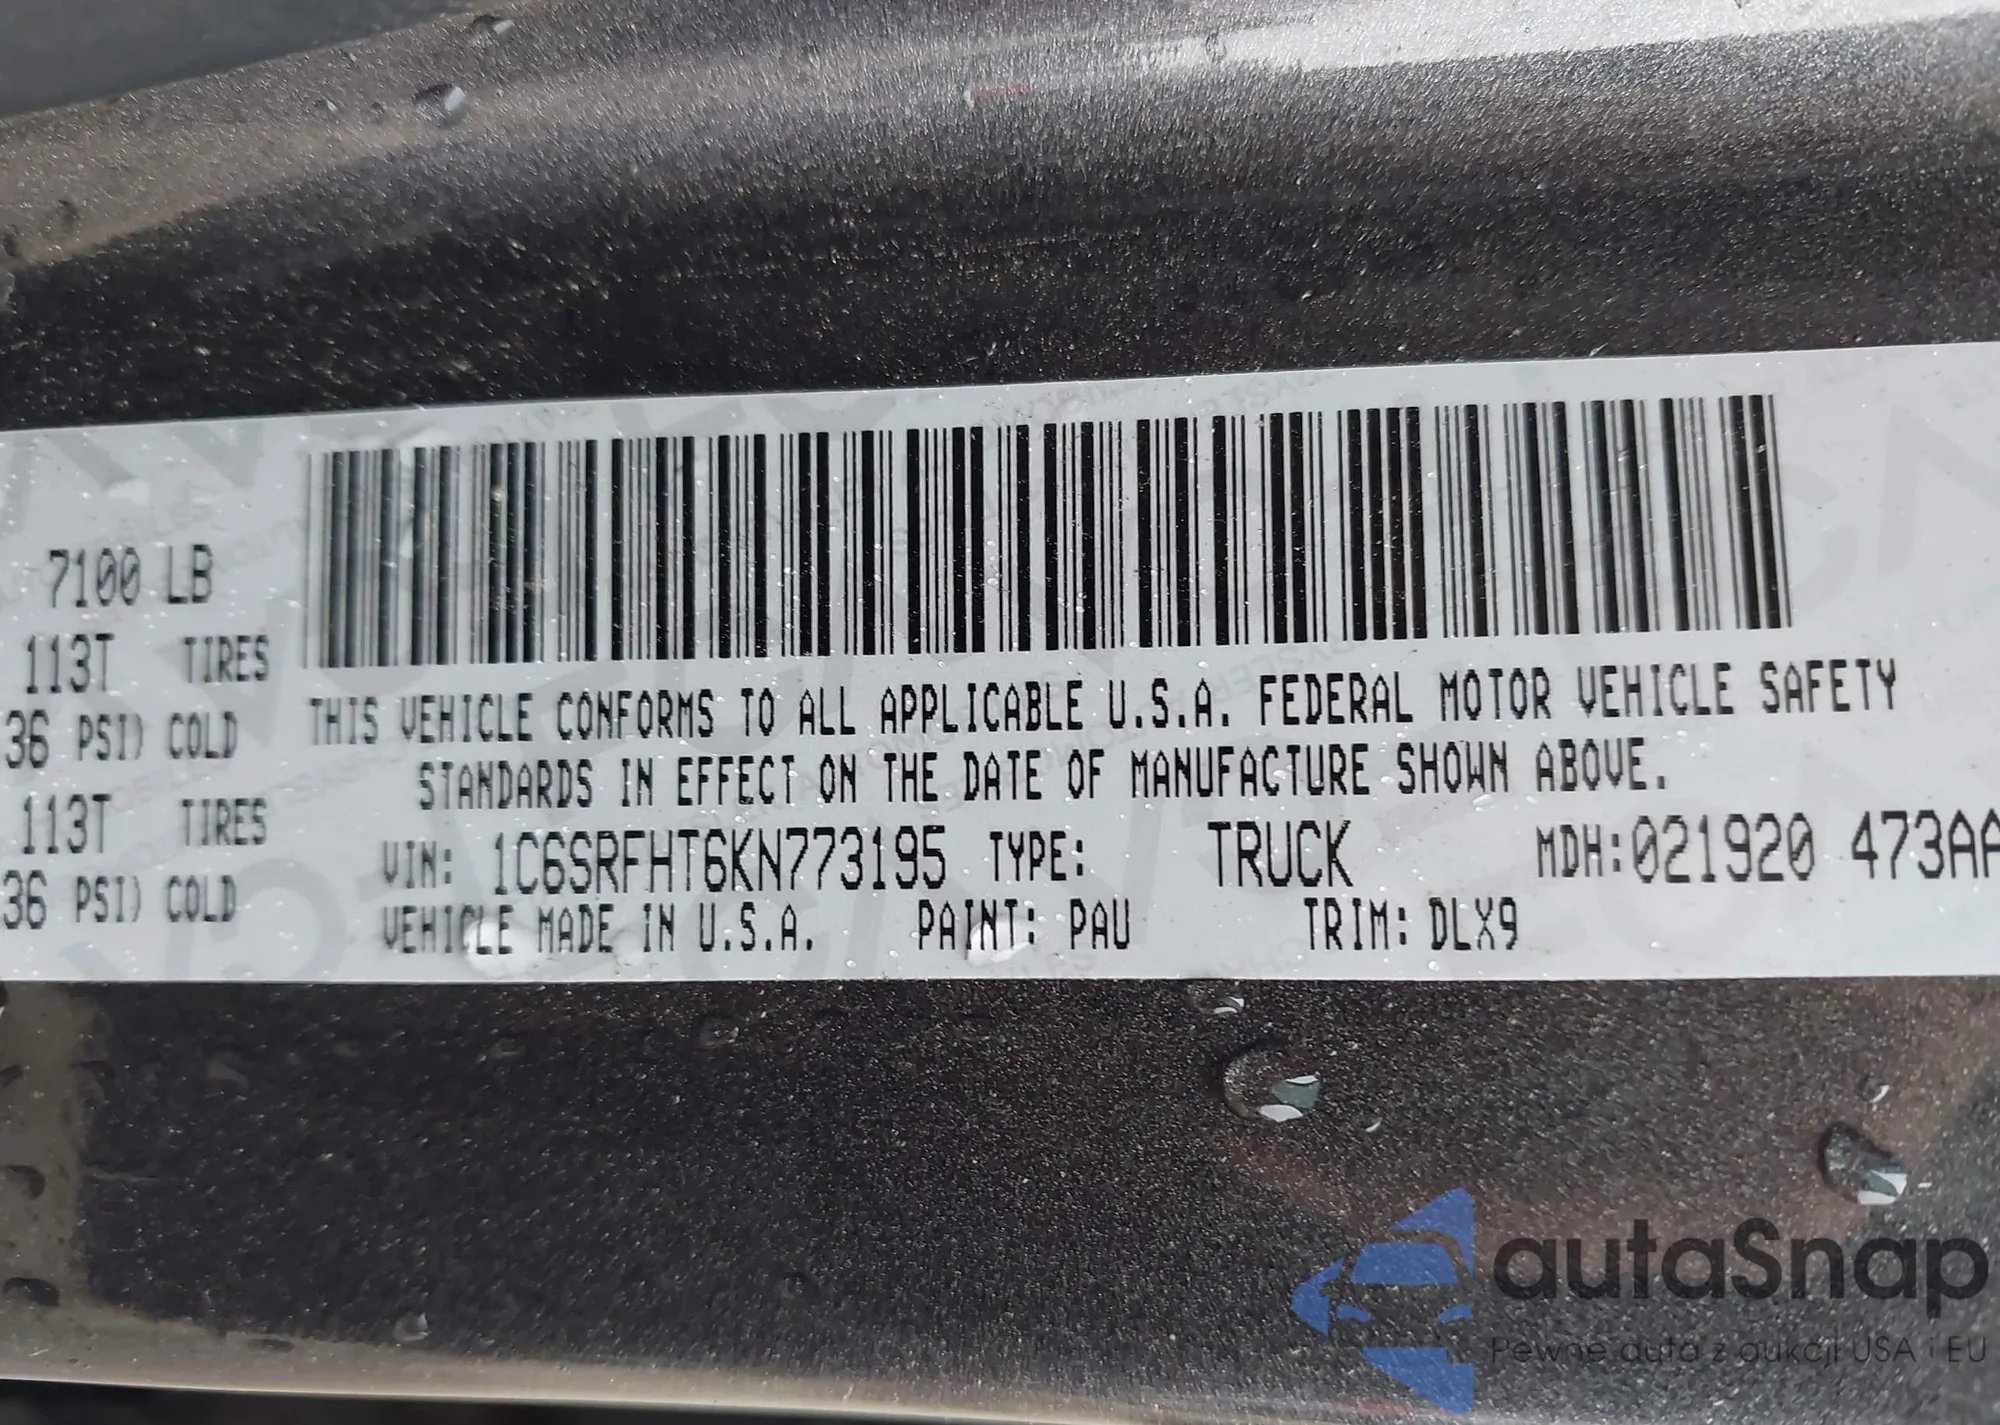 7100 LB
113T TIRES
36 PSI) COLD
113T TIRES
36 PSI) COLD
THIS VEHICLE CONFORMS TO ALL APPLICABLE U.S.A. FEDERAL MOTOR VEHICLE SAFETY
STANDARDS IN EFFECT ON THE DATE OF MANUFACTURE SHOWN ABOVE.
VIN: 1C6SRFHT6KN773195 TYPE: TRUCK MDH:021920 473AA
VEHICLE MADE IN U.S.A. PAINT: PAU TRIM: DLX9
autaSnap
Pewne auta z aukcji USA i EU